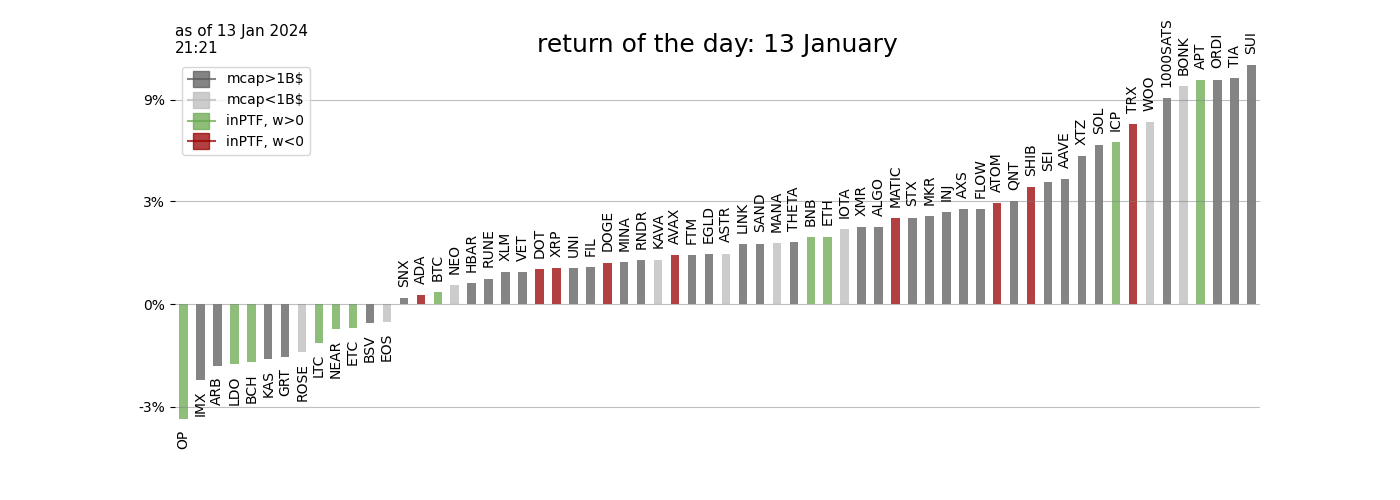 as of 13 Jan 2024
21:21
return of the day: 13 January
mcap>1B$
mcap<1B$
inPTF, w>0
inPTF, w<0
9%
3%
0%
-3%
OP
IMX
ARB
LDO
BCH
KAS
GRT
ROSE
LTC
NEAR
ETC
BSV
EOS
SNX
ADA
BTC
NEO
HBAR
RUNE
XLM
VET
DOT
XRP
UNI
FIL
DOGE
MINA
RNDR
KAVA
AVAX
FTM
EGLD
ASTR
LINK
SAND
MANA
THETA
BNB
ETH
IOTA
XMR
ALGO
MATIC
STX
MKR
INJ
AXS
FLOW
ATOM
QNT
SHIB
SEI
AAVE
XTZ
SOL
ICP
TRX
WOO
1000SATS
BONK
APT
ORDI
TIA
SUI